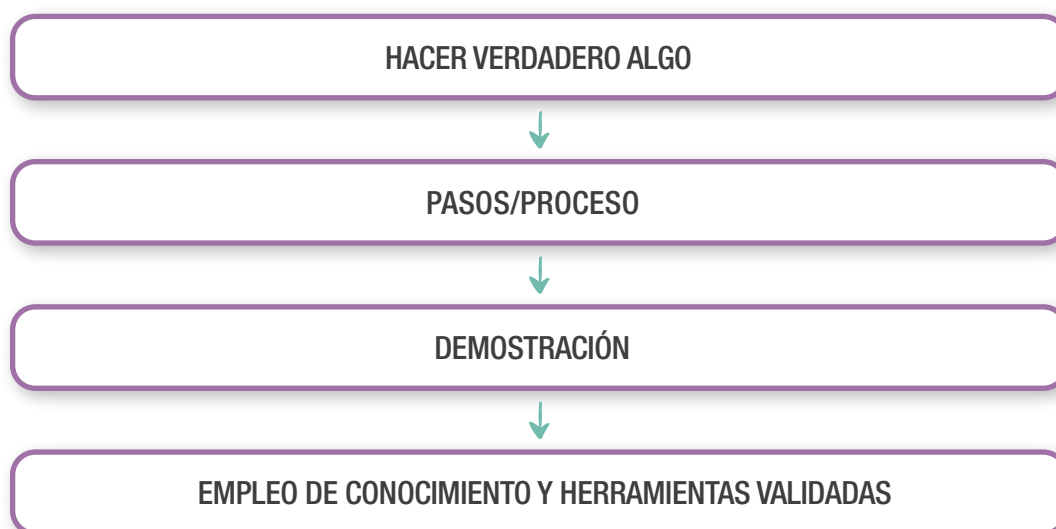 HACER VERDADERO ALGO
PASOS/PROCESO
DEMOSTRACIÓN
EMPLEO DE CONOCIMIENTO Y HERRAMIENTAS VALIDADAS